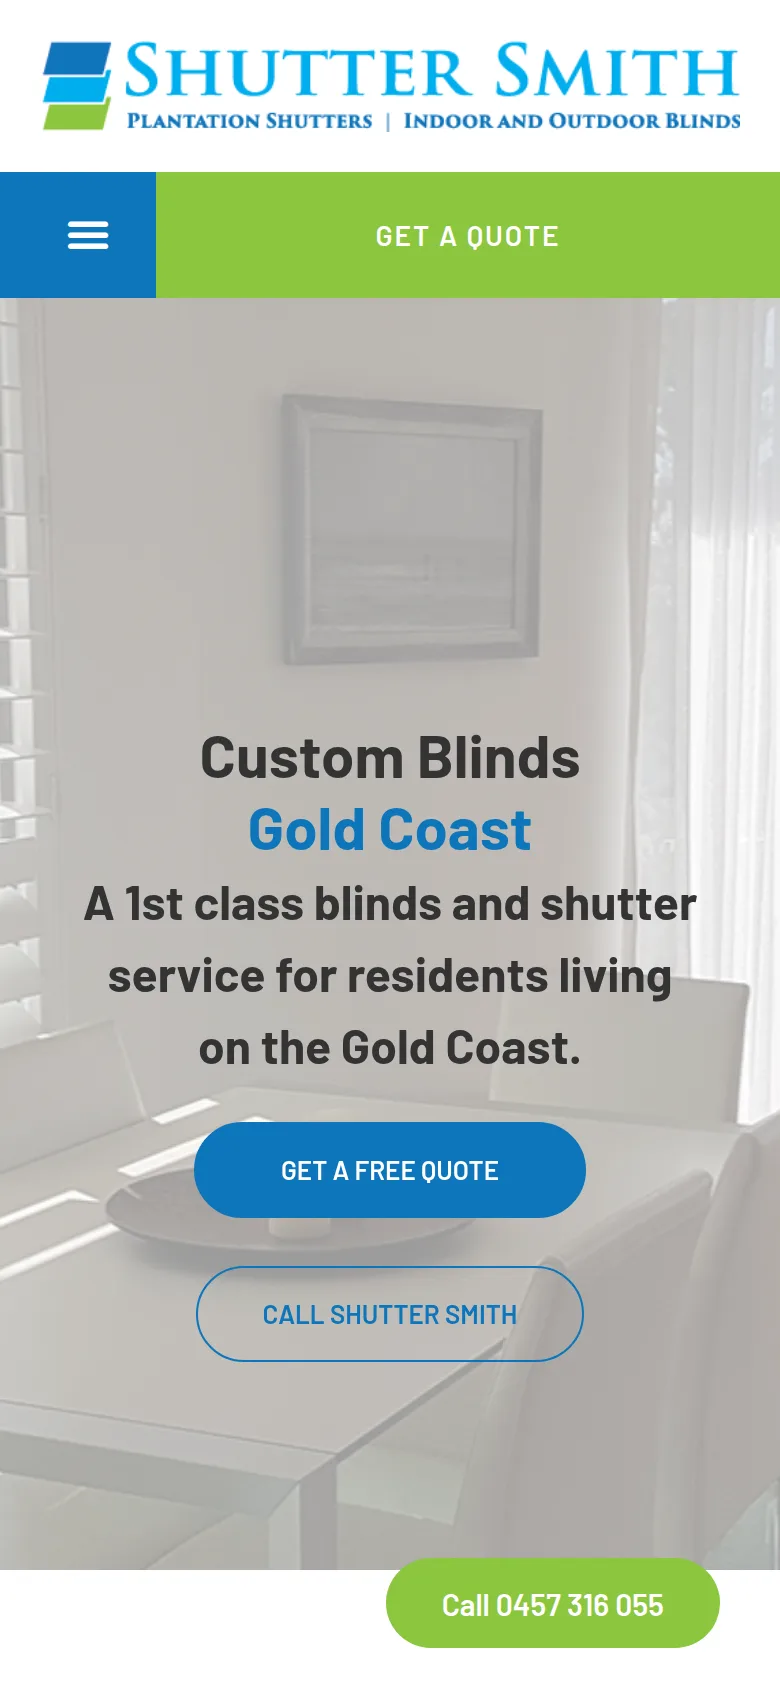 SHUTTER SMITH
PLANTATION SHUTTERS | INDOOR AND OUTDOOR BLINDS
GET A QUOTE
Custom Blinds
Gold Coast
A 1st class blinds and shutter
service for residents living
on the Gold Coast.
GET A FREE QUOTE
CALL SHUTTER SMITH
Call 0457 316 055